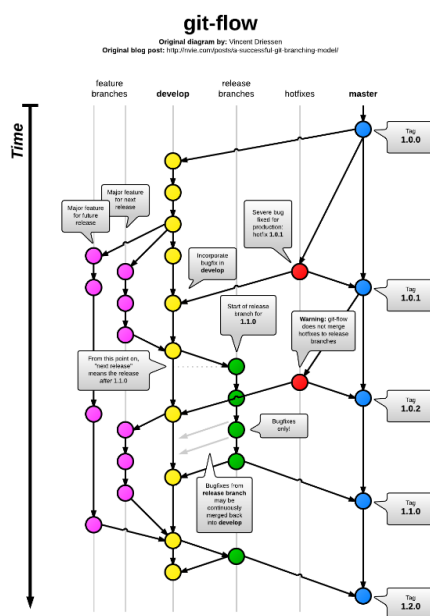 git-flow
Original diagram by: Vincent Driessen
Original blog post: http://nvie.com/posts/a-successful-git-branching-model/
feature
branches
develop
release
branches
hotfixes
master
Time
Tag
1.0.0
Major feature
for next
release
Major feature
for future
release
Severe bug
fixed for
production:
hotfix 1.0.1
Incorporate
bugfix in
develop
Tag
1.0.1
Start of release
branch for
1.1.0
Warning: git-flow
does not merge
hotfixes to release
branches
From this point on,
"next release"
means the release
after 1.1.0
Tag
1.0.2
Bugfixes
only!
Bugfixes from
release branch
may be
continuously
merged back
into develop
Tag
1.1.0
Tag
1.2.0